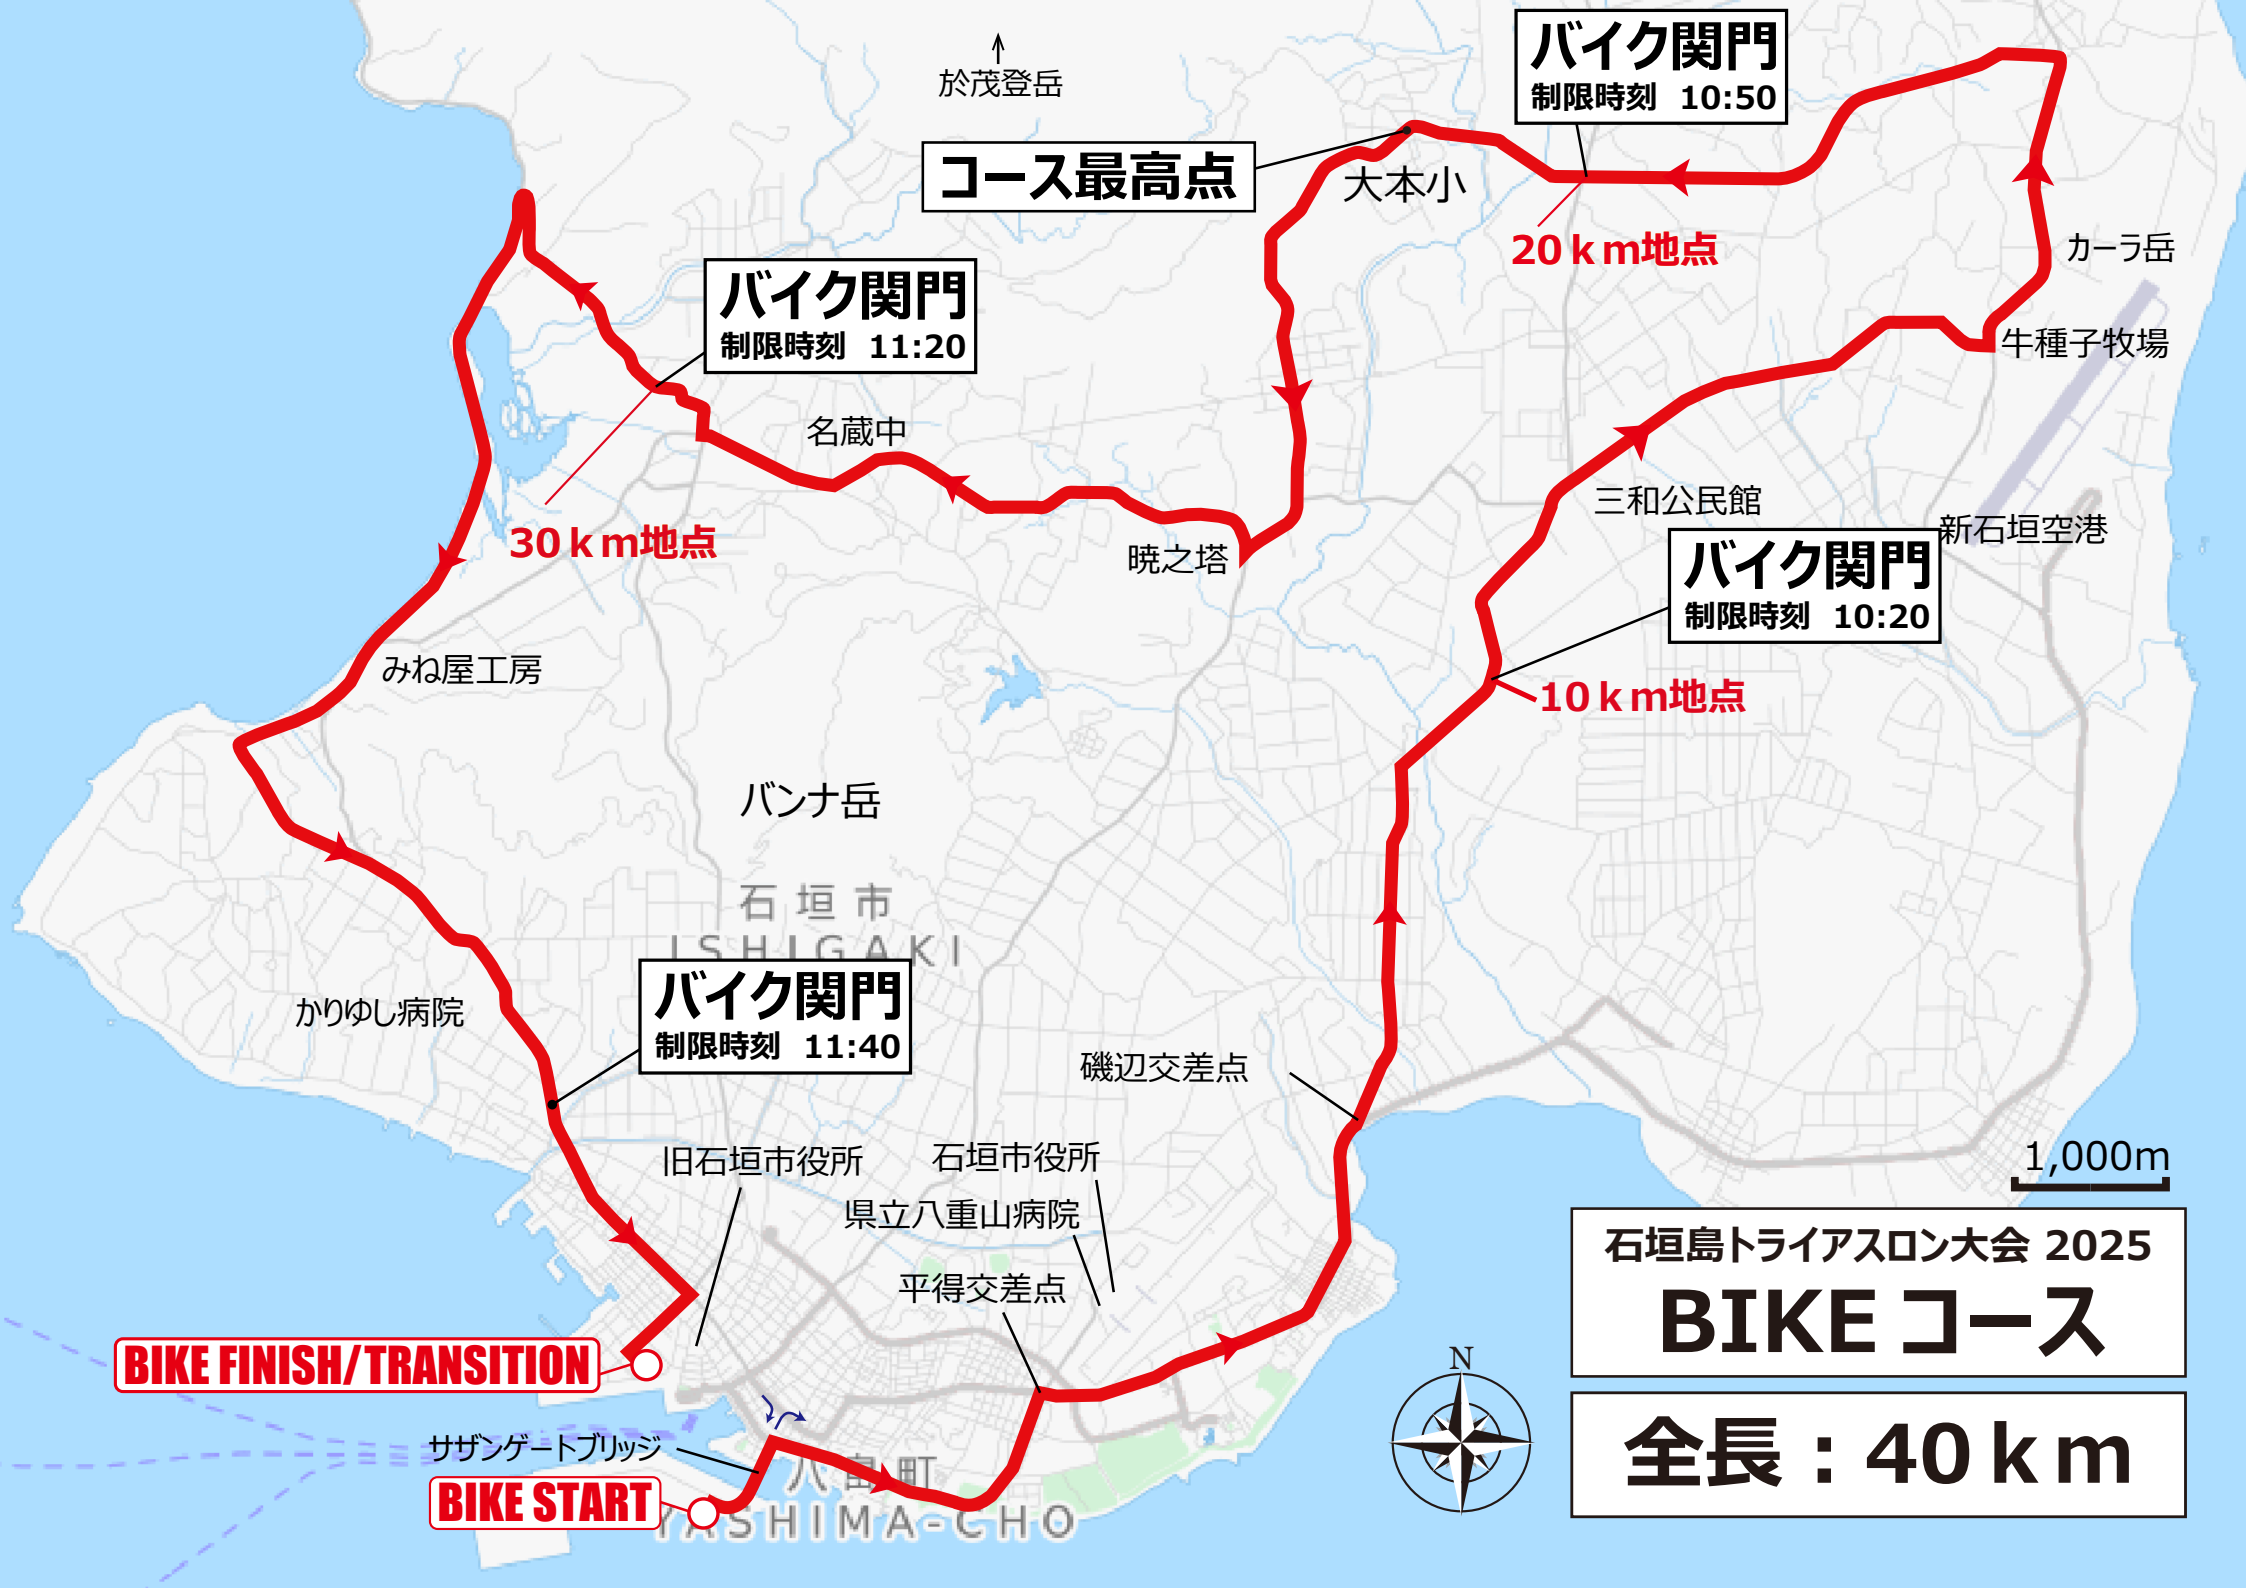 バイク関門
制限時刻 10:50
於茂登岳
コース最高点
大本小
20km地点
カーラ岳
バイク関門
制限時刻 11:20
牛種子牧場
名蔵中
三和公民館
新石垣空港
30km地点
暁之塔
バイク関門
制限時刻 10:20
みね屋工房
10km地点
バンナ岳
石垣市
ISHIGAKI
バイク関門
制限時刻 11:40
かりゆし病院
磯辺交差点
旧石垣市役所
石垣市役所
県立八重山病院
平得交差点
1,000m
石垣島トライアスロン大会 2025
BIKE コース
全長：40km
N
BIKE FINISH/TRANSITION
サザンゲートブリッジ
BIKE START
八島町
YASHIMA-CHO